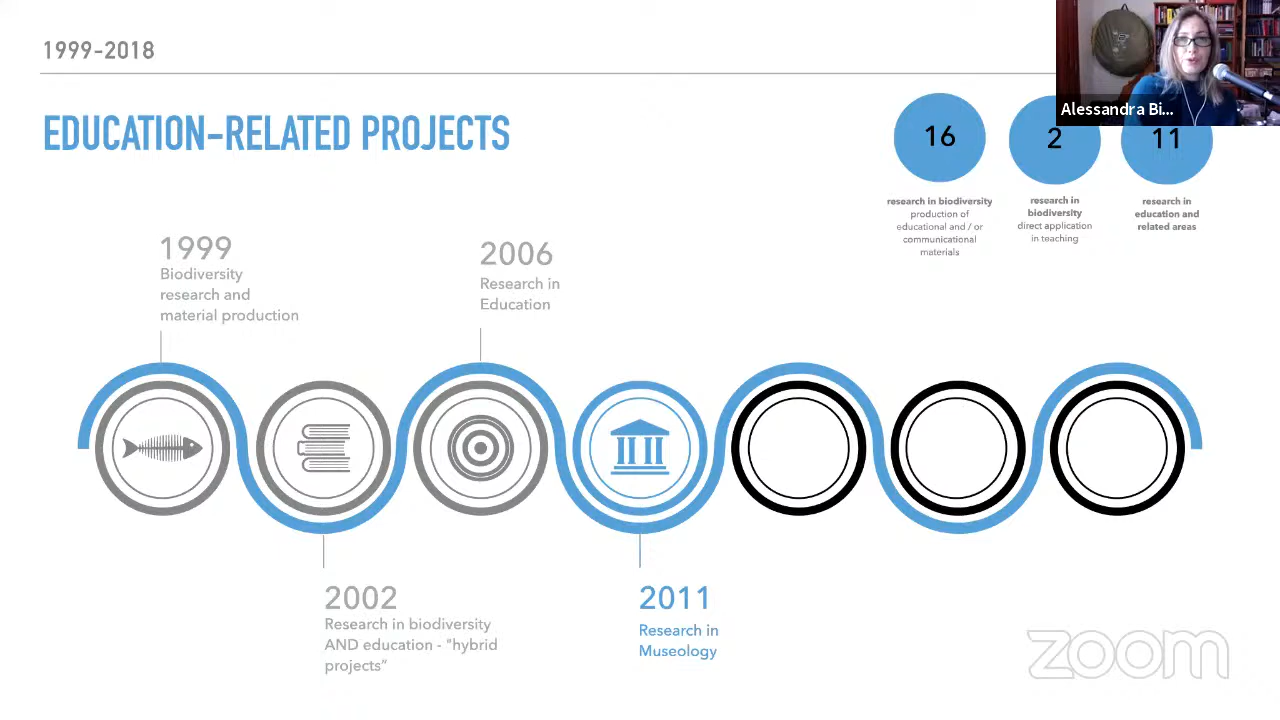 1999-2018
Alessandra Bi...
EDUCATION-RELATED PROJECTS
16
2
11
research in biodiversity
production of
educational and / or
communicational
materials
research in
biodiversity
direct application
in teaching
research in
education and
related areas
1999
Biodiversity
research and
material production
2006
Research in
Education
2002
Research in biodiversity
AND education - “hybrid
projects”
2011
Research in
Museology
zoom